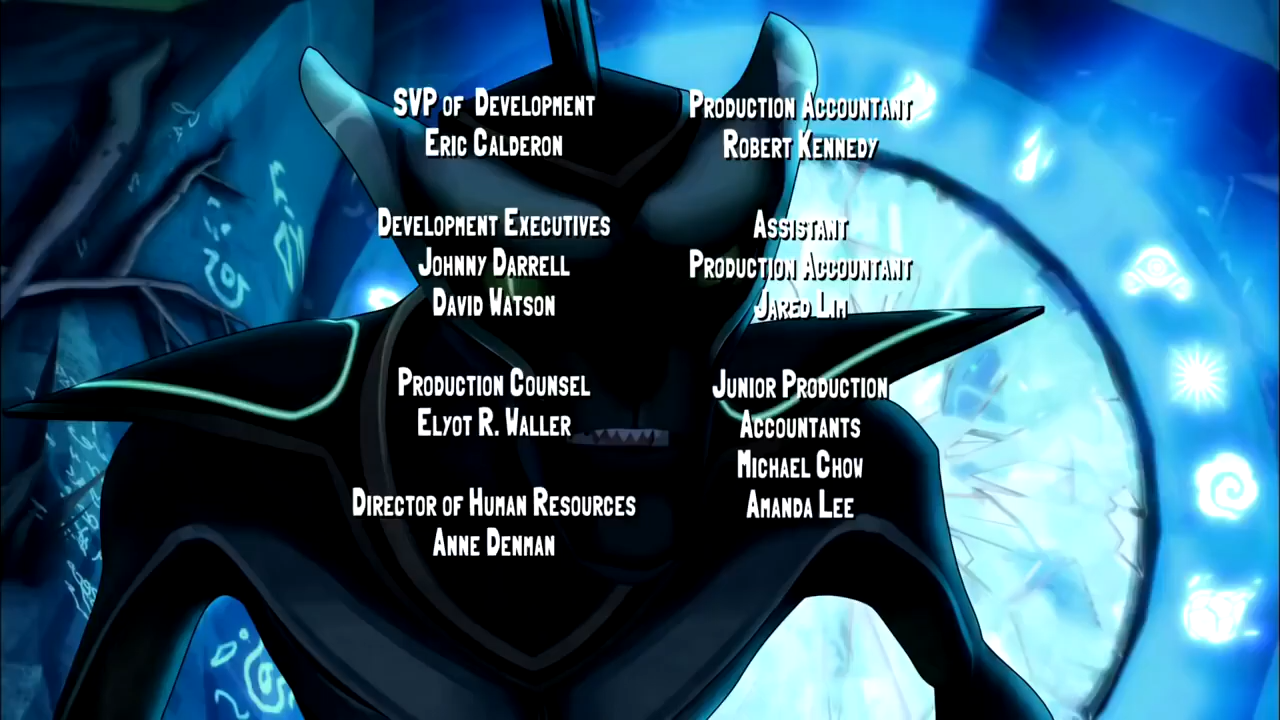 SVP of Development
Eric Calderon
Development Executives
Johnny Darrell
David Watson
Production Counsel
Elyot R. Waller
Director of Human Resources
Anne Denman
Production Accountant
Robert Kennedy
Assistant
Production Accountant
Jared Lim
Junior Production
Accountants
Michael Chow
Amanda Lee